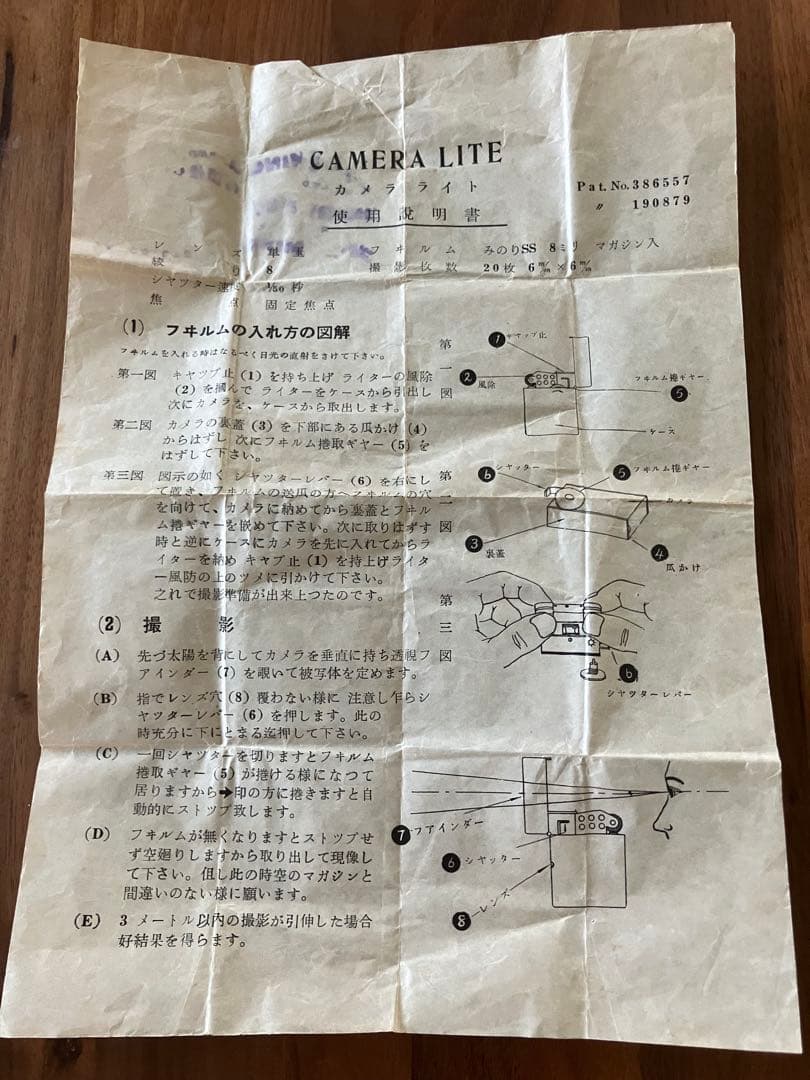 CAMERA LITE
カメラ ライト
使用說明書
Pat. No. 386557
〃 190879
レンズ 単玉
絞り 8
シャツター速度 1/50 秒
焦点 固定焦点
フヰルム みのりSS 8ミリ マガジン入
撮影枚数 20枚 6m/m×6m/m
(1) フヰルムの入れ方の図解
フヰルムを入れる時はなるべく日光の直射をさけて下さい。
第一図 キヤツプ止 (1) を持ち上げ ライターの風除
(2) を摑んで ライターをケースから引出し
次にカメラを、ケースから取出します。
第二図 カメラの裏蓋 (3) を下部にある瓜かけ (4)
からはずし 次にフヰルム捲取ギヤー (5) を
はずして下さい。
第三図 図示の如く シヤツターレバー (6) を右にし
て置き、フヰルムの送瓜の方へフヰルムの穴
を向けて、カメラに納めてから裏蓋とフヰル
ム捲ギヤーを嵌めて下さい。次に取りはずす
時と逆にケースにカメラを先に入れてからラ
イターを納め キヤプ止 (1) を持上げライタ
ー風防の上のツメに引かけて下さい。
之れで撮影準備が出来上つたのです。
(2) 撮影
(A) 先づ太陽を背にしてカメラを垂直に持ち透視フ
アインダー (7) を覗いて被写体を定めます。
(B) 指でレンズ穴 (8) 覆わない様に 注意し乍らシ
ヤツターレバー (6) を押します。此の
時充分に下にとまる迄押して下さい。
(C) 一回シヤツターを切りますとフヰルム
捲取ギヤー (5) が捲ける様になつて
居りますから➔印の方に捲きますと自
動的にストツプ致します。
(D) フヰルムが無くなりますとストツプせ
ず空廻りしますから取り出して現像し
て下さい。但し此の時空のマガジンと
間違いのない様に願います。
(E) 3 メートル以内の撮影が引伸した場合
好結果を得らます。
第一図
❶ キャップ止
❷ 風除
フヰルム捲ギヤー
❺
ケース
第二図
❻ シャッター
❺ フヰルム捲ギヤー
カメラ
❸ 裏蓋
❹ 瓜かけ
第三図
❻
シヤツターレバー
❼ フアインダー
❻ シャッター
❽ レンズ